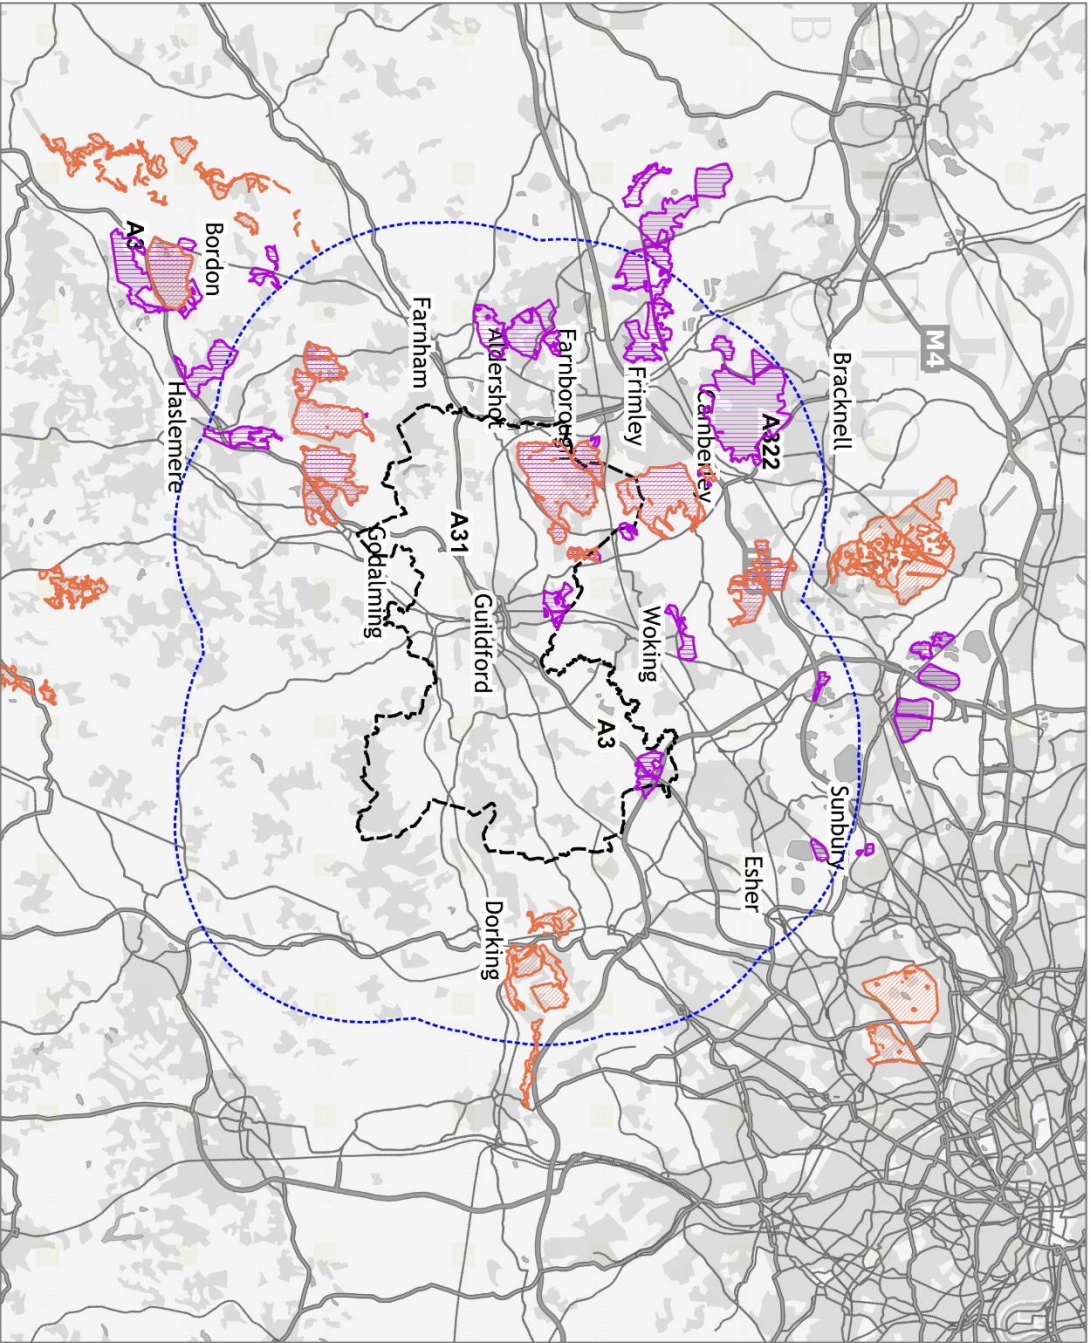 M4
Bracknell
A322
Camberley
Frimley
Farnborough
Aldershot
Farnham
Bordon
A3
Haslemere
A31
Godalming
Guildford
Woking
A3
Sunbury
Esher
Dorking